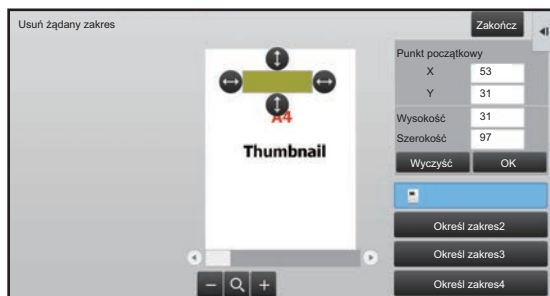 Usuń żądany zakres
Zakończ
Punkt początkowy
X 53
Y 31
Wysokość 31
Szerokość 97
Wyczyść OK
A4
Thumbnail
Określ zakres2
Określ zakres3
Określ zakres4